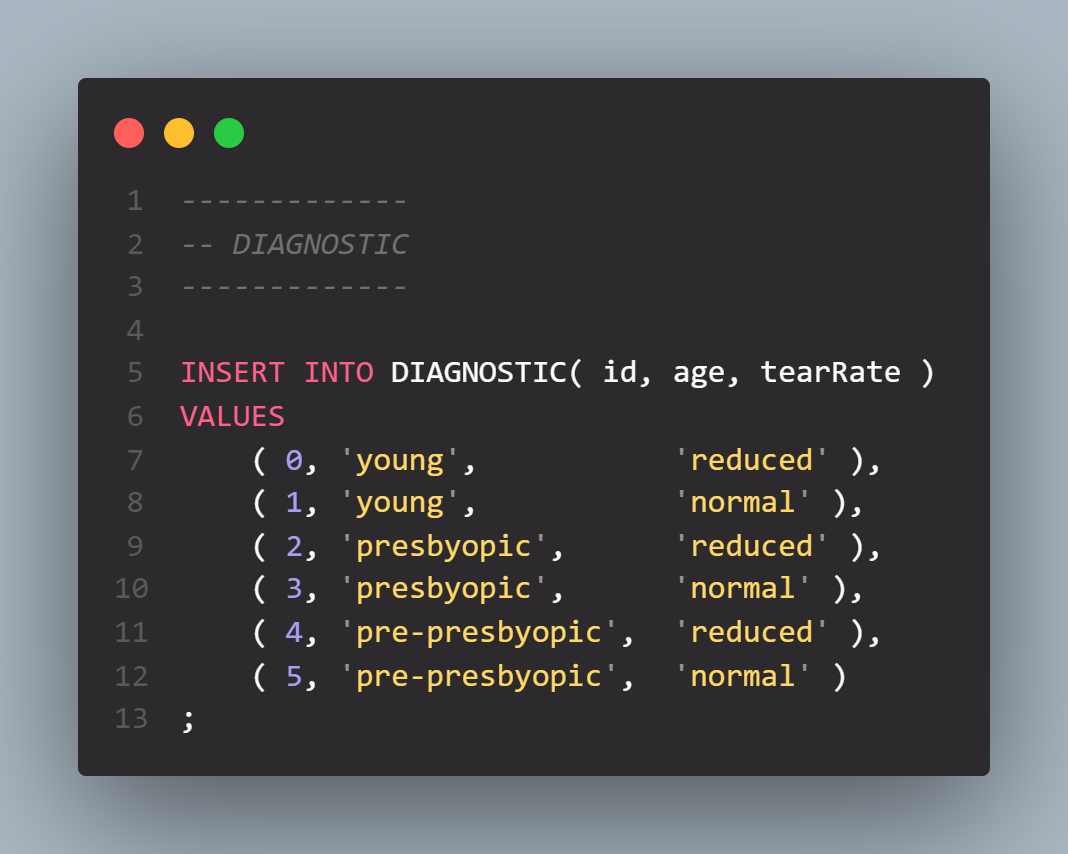 1 -------------
2 -- DIAGNOSTIC
3 -------------
4
5 INSERT INTO DIAGNOSTIC( id, age, tearRate )
6 VALUES
7     ( 0, 'young',           'reduced' ),
8     ( 1, 'young',           'normal' ),
9     ( 2, 'presbyopic',      'reduced' ),
10     ( 3, 'presbyopic',      'normal' ),
11     ( 4, 'pre-presbyopic',  'reduced' ),
12     ( 5, 'pre-presbyopic',  'normal' )
13 ;